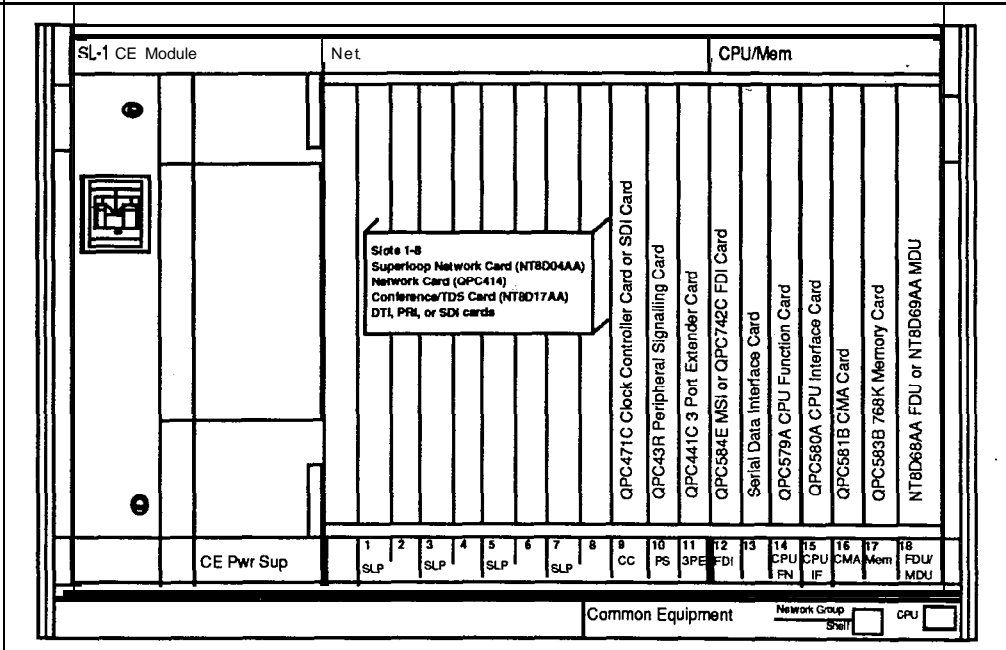 SL-1 CE Module
Net
CPU/Mem
Slots 1-8
Superloop Network Card (NT8D04AA)
Network Card (QPC414)
Conference/TDS Card (NT8D17AA)
DTI, PRI, or SDI cards
QPC471C Clock Controller Card or SDI Card
QPC43R Peripheral Signalling Card
QPC441C 3 Port Extender Card
QPC584E MSI or QPC742C FDI Card
Serial Data Interface Card
QPC579A CPU Function Card
QPC580A CPU Interface Card
QPC581B CMA Card
QPC583B 768K Memory Card
NT8D68AA FDU or NT8D69AA MDU
CE Pwr Sup
1 2 3 4 5 6 7 8 9 10 11 12 13 14 15 16 17 18
SLP SLP SLP SLP CC PS 3PE FDI CPU FN CPU IF CMA Mem FDU/ MDU
Common Equipment
Network Group
Shelf
CPU